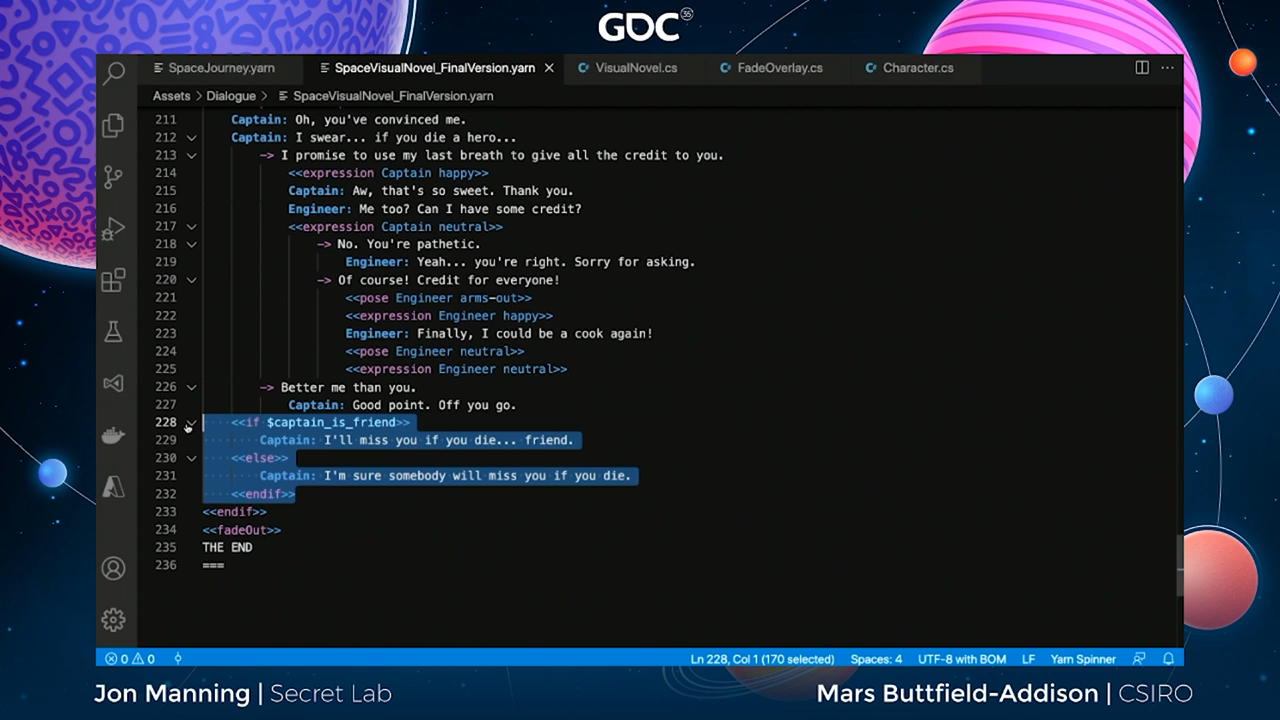 GDC 35
SpaceJourney.yarn
SpaceVisualNovel_FinalVersion.yarn
VisualNovel.cs
FadeOverlay.cs
Character.cs
Assets > Dialogue > SpaceVisualNovel_FinalVersion.yarn
211 Captain: Oh, you've convinced me.
212 Captain: I swear... if you die a hero...
213 -> I promise to use my last breath to give all the credit to you.
214 <<expression Captain happy>>
215 Captain: Aw, that's so sweet. Thank you.
216 Engineer: Me too? Can I have some credit?
217 <<expression Captain neutral>>
218 -> No. You're pathetic.
219 Engineer: Yeah... you're right. Sorry for asking.
220 -> Of course! Credit for everyone!
221 <<pose Engineer arms-out>>
222 <<expression Engineer happy>>
223 Engineer: Finally, I could be a cook again!
224 <<pose Engineer neutral>>
225 <<expression Engineer neutral>>
226 -> Better me than you.
227 Captain: Good point. Off you go.
228 <<if $captain_is_friend>>
229 Captain: I'll miss you if you die... friend.
230 <<else>>
231 Captain: I'm sure somebody will miss you if you die.
232 <<endif>>
233 <<endif>>
234 <<fadeOut>>
235 THE END
236 ===
0 0
Ln 228, Col 1 (170 selected)
Spaces: 4
UTF-8 with BOM
LF
Yarn Spinner
Jon Manning | Secret Lab
Mars Buttfield-Addison | CSIRO